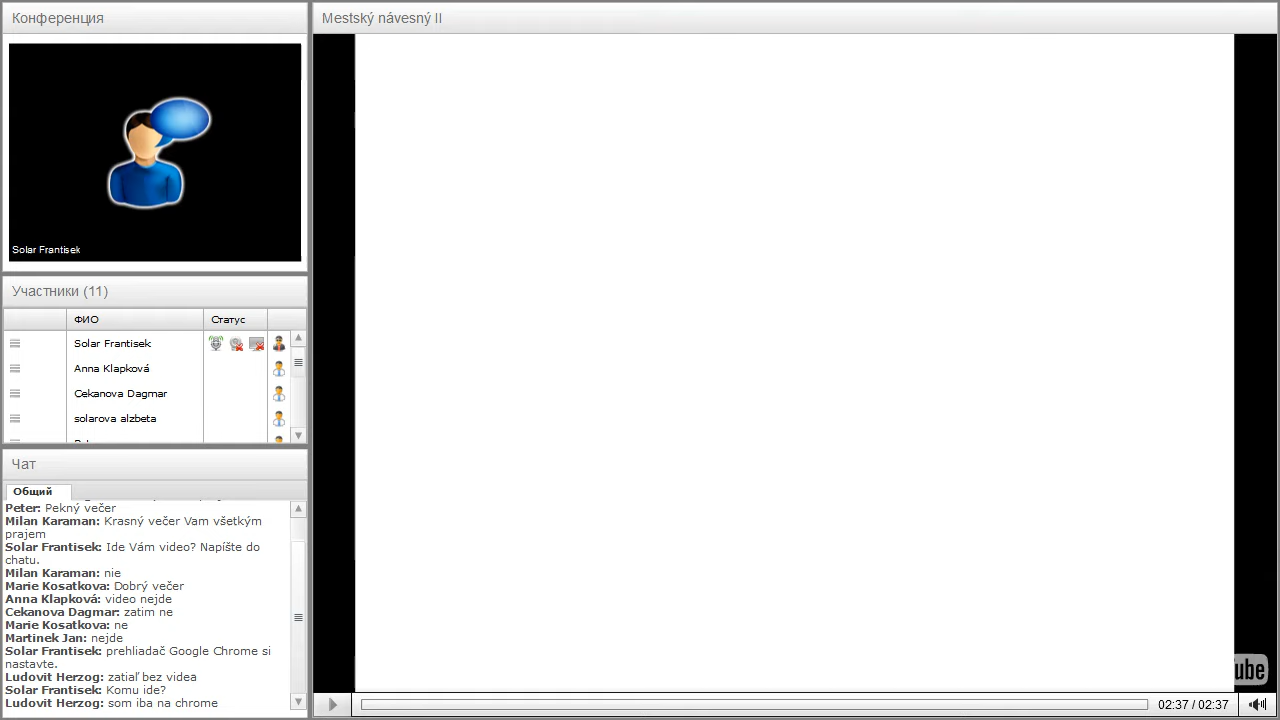 Конференция
Solar Frantisek
Участники (11)
ФИО Статус
Solar Frantisek
Anna Klapková
Cekanova Dagmar
solarova alzbeta
Чат
Общий
Peter: Pekný večer
Milan Karaman: Krasný večer Vam všetkým
prajem
Solar Frantisek: Ide Vám video? Napíšte do
chatu.
Milan Karaman: nie
Marie Kosatkova: Dobrý večer
Anna Klapková: video nejde
Cekanova Dagmar: zatim ne
Marie Kosatkova: ne
Martinek Jan: nejde
Solar Frantisek: prehliadač Google Chrome si
nastavte.
Ludovit Herzog: zatiaľ bez videa
Solar Frantisek: Komu ide?
Ludovit Herzog: som iba na chrome
Mestský návesný II
ube
02:37 / 02:37